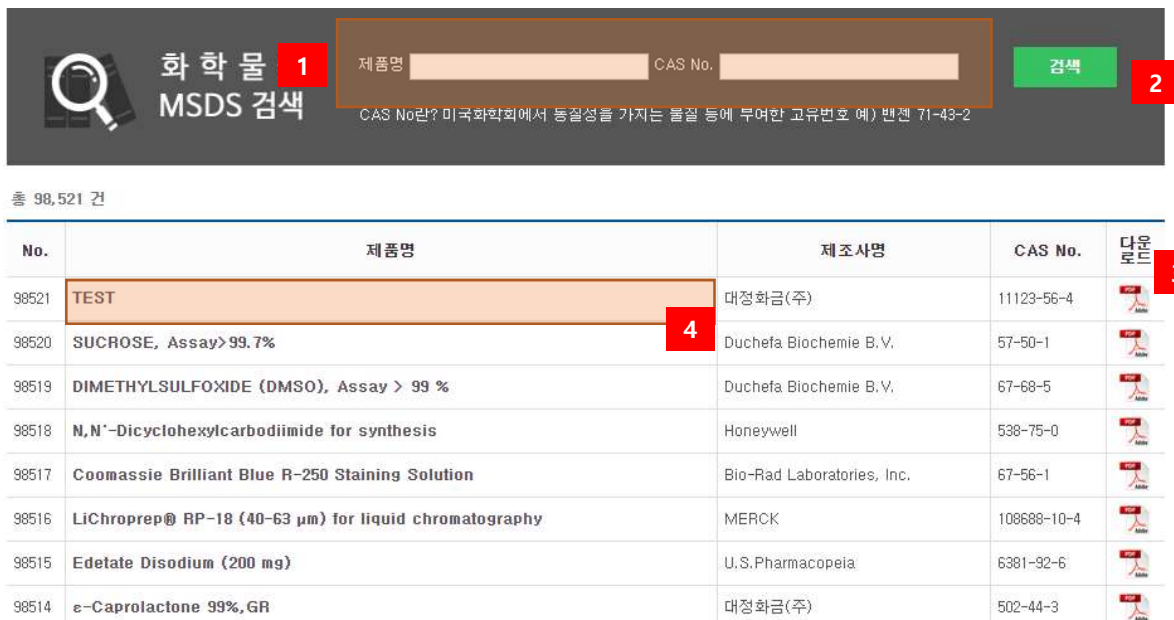 화 학 물
MSDS 검색
1
제품명
CAS No.
검색
2
CAS No란? 미국화학회에서 동질성을 가지는 물질 등에 부여한 고유번호 예) 벤젠 71-43-2
총 98,521 건
No. 제품명 제조사명 CAS No. 다운로드
3
98521 TEST 대정화금(주) 11123-56-4
4
98520 SUCROSE, Assay>99.7% Duchefa Biochemie B.V. 57-50-1
98519 DIMETHYLSULFOXIDE (DMSO), Assay > 99 % Duchefa Biochemie B.V. 67-68-5
98518 N,N'-Dicyclohexylcarbodiimide for synthesis Honeywell 538-75-0
98517 Coomassie Brilliant Blue R-250 Staining Solution Bio-Rad Laboratories, Inc. 67-56-1
98516 LiChroprep® RP-18 (40-63 µm) for liquid chromatography MERCK 108688-10-4
98515 Edetate Disodium (200 mg) U.S.Pharmacopeia 6381-92-6
98514 ε-Caprolactone 99%,GR 대정화금(주) 502-44-3